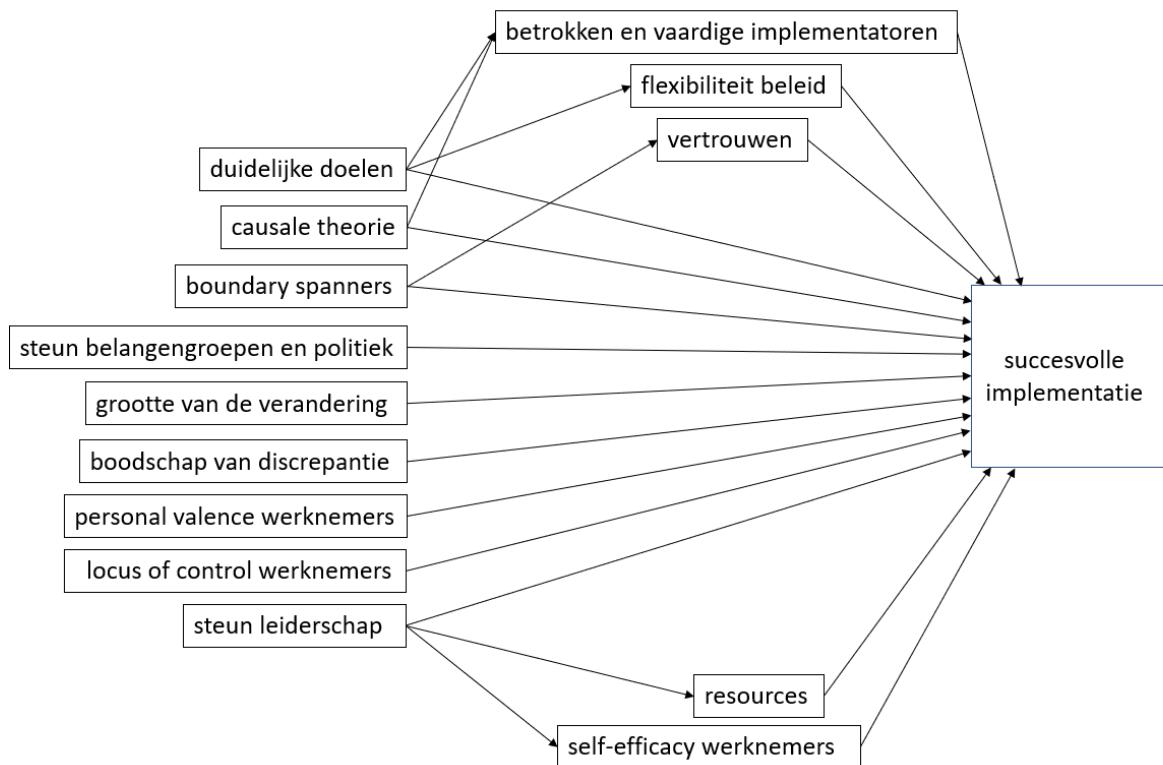 betrokken en vaardige implementatoren
flexibiliteit beleid
vertrouwen
duidelijke doelen
causale theorie
boundary spanners
steun belangengroepen en politiek
grootte van de verandering
boodschap van discrepantie
personal valence werknemers
locus of control werknemers
steun leiderschap
succesvolle
implementatie
resources
self-efficacy werknemers